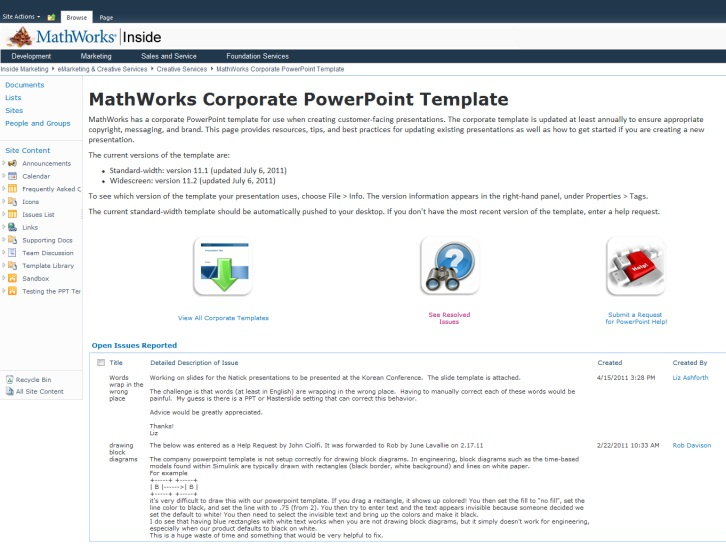 Site Actions
Browse
Page
MathWorks Inside
Development
Marketing
Sales and Service
Foundation Services
Inside Marketing ▸ eMarketing & Creative Services ▸ Creative Services ▸ MathWorks Corporate PowerPoint Template
Documents
Lists
Sites
People and Groups
Site Content
Announcements
Calendar
Frequently Asked C
Icons
Issues List
Links
Supporting Docs
Team Discussion
Template Library
Sandbox
Testing the PPT Ter
Recycle Bin
All Site Content
MathWorks Corporate PowerPoint Template
MathWorks has a corporate PowerPoint template for use when creating customer-facing presentations. The corporate template is updated at least annually to ensure appropriate
copyright, messaging, and brand. This page provides resources, tips, and best practices for updating existing presentations as well as how to get started if you are creating a new
presentation.
The current versions of the template are:
• Standard-width: version 11.1 (updated July 6, 2011)
• Widescreen: version 11.2 (updated July 6, 2011)
To see which version of the template your presentation uses, choose File > Info. The version information appears in the right-hand panel, under Properties > Tags.
The current standard-width template should be automatically pushed to your desktop. If you don't have the most recent version of the template, enter a help request.
Help!
View All Corporate Templates
See Resolved
Issues
Submit a Request
for PowerPoint Help!
Open Issues Reported
Title
Detailed Description of Issue
Created
Created By
Words
wrap in the
wrong
place
Working on slides for the Natick presentations to be presented at the Korean Conference. The slide template is attached.
The challenge is that words (at least in English) are wrapping in the wrong place. Having to manually correct each of these words would be
painful. My guess is there is a PPT or Masterslide setting that can correct this behavior.
Advice would be greatly appreciated.
Thanks!
Liz
4/15/2011 3:28 PM
Liz Ashforth
drawing
block
diagrams
The below was entered as a Help Request by John Ciolfi. It was forwarded to Rob by June Lavallie on 2.17.11
The company powerpoint template is not setup correctly for drawing block diagrams. In engineering, block diagrams such as the time-based
models found within Simulink are typically drawn with rectangles (black border, white background) and lines on white paper.
For example
+-----+ +-----+
| B |------>| B |
+-----+ +-----+
it's very difficult to draw this with our powerpoint template. If you drag a rectangle, it shows up colored! You then set the fill to "no fill", set the
line color to black, and set the line with to .75 (from 2). You then try to enter text and the text appears invisible because someone decided we
set the default to white! You then need to select the invisible text and bring up the colors and make it black.
I do see that having blue rectangles with white text works when you are not drawing block diagrams, but it simply doesn't work for engineering,
especially when our product defaults to black on white.
This is a huge waste of time and something that would be very helpful to fix.
2/22/2011 10:33 AM
Rob Davison